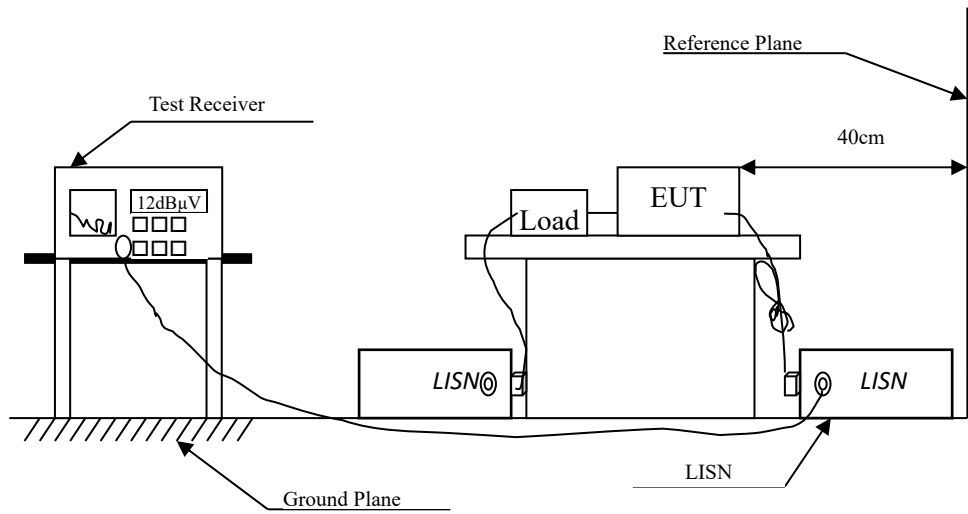 Reference Plane
Test Receiver
40cm
12dBµV
Load
EUT
LISN
LISN
LISN
Ground Plane